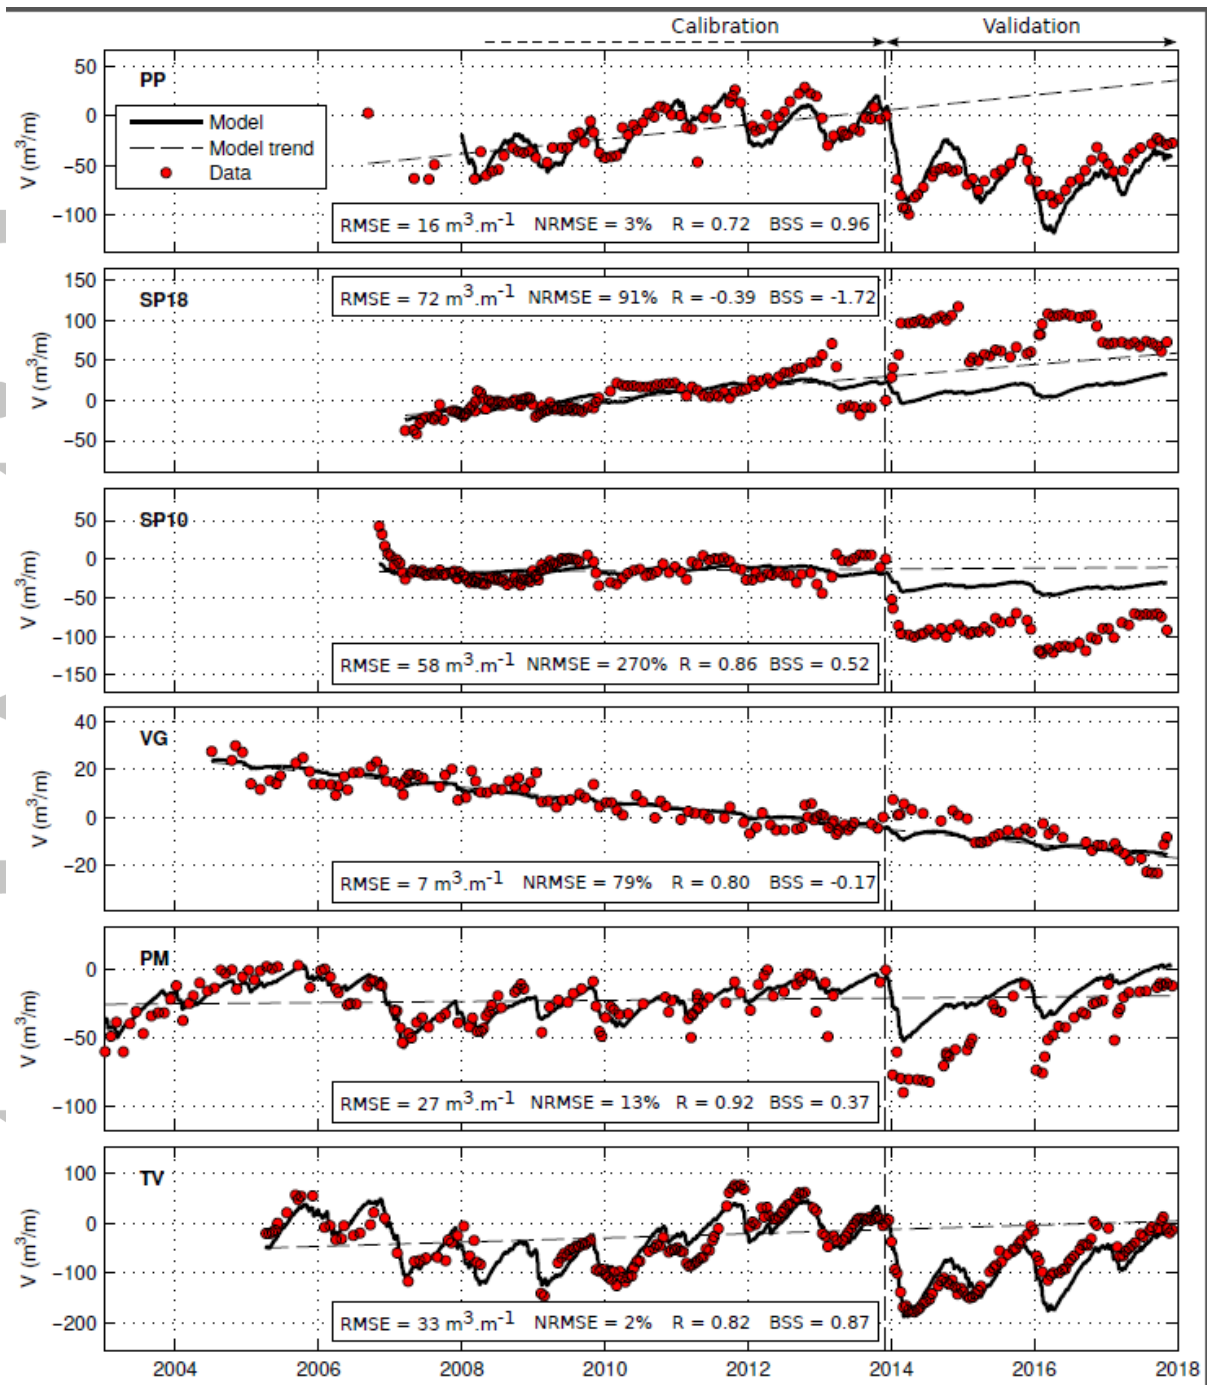 Calibration Validation
50
0
−50
−100
V (m³/m)
PP
Model
Model trend
Data
RMSE = 16 m³.m⁻¹ NRMSE = 3% R = 0.72 BSS = 0.96
150
100
50
0
−50
V (m³/m)
SP18
RMSE = 72 m³.m⁻¹ NRMSE = 91% R = -0.39 BSS = -1.72
50
0
−50
−100
−150
V (m³/m)
SP10
RMSE = 58 m³.m⁻¹ NRMSE = 270% R = 0.86 BSS = 0.52
40
20
0
−20
V (m³/m)
VG
RMSE = 7 m³.m⁻¹ NRMSE = 79% R = 0.80 BSS = -0.17
0
−50
−100
V (m³/m)
PM
RMSE = 27 m³.m⁻¹ NRMSE = 13% R = 0.92 BSS = 0.37
100
0
−100
−200
V (m³/m)
TV
RMSE = 33 m³.m⁻¹ NRMSE = 2% R = 0.82 BSS = 0.87
2004 2006 2008 2010 2012 2014 2016 2018